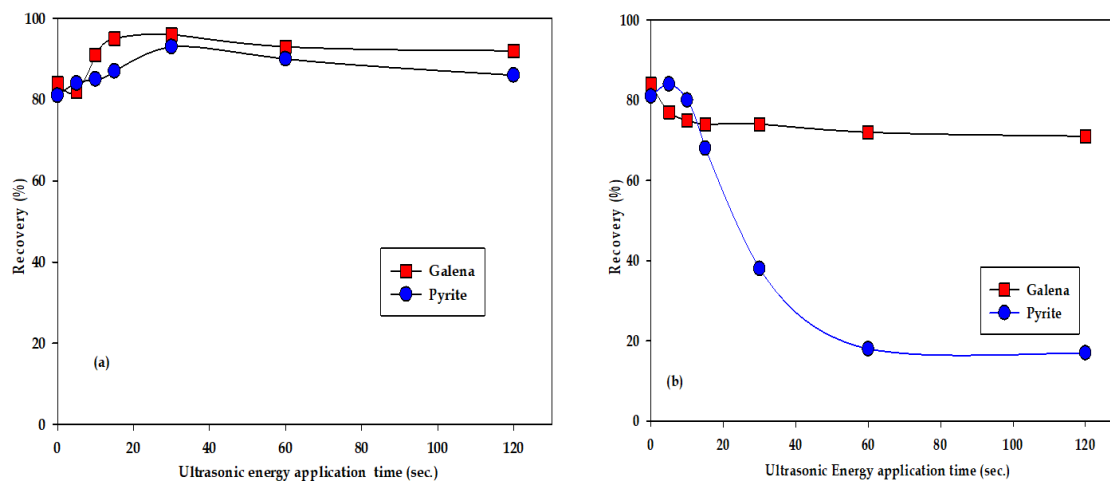 100
80
60
40
20
0
Recovery (%)
Galena
Pyrite
(a)
0 20 40 60 80 100 120
Ultrasonic energy application time (sec.)
100
80
60
40
20
0
Recovery (%)
Galena
Pyrite
(b)
0 20 40 60 80 100 120
Ultrasonic Energy application time (sec.)